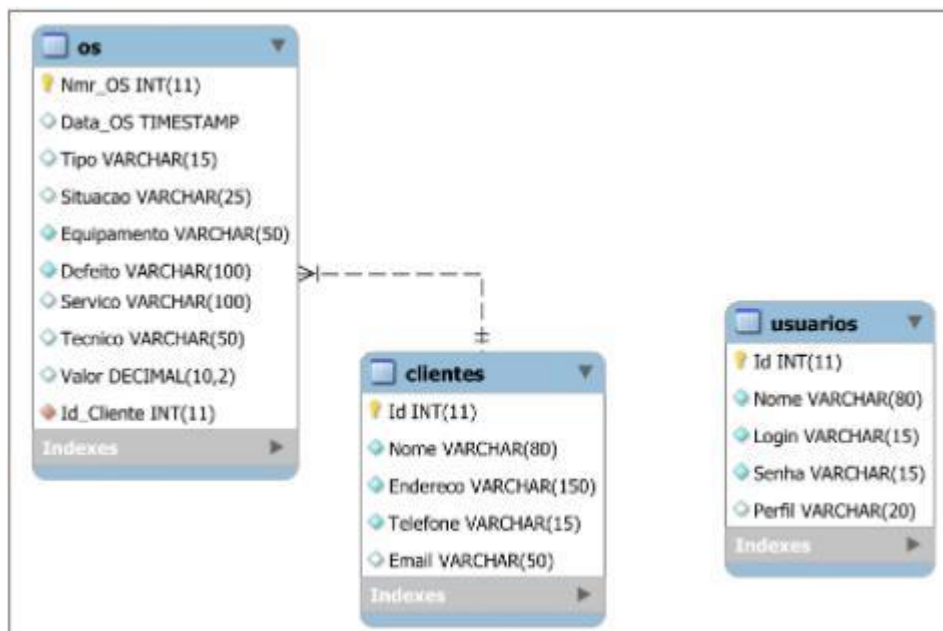 os
Nmr_OS INT(11)
Data_OS TIMESTAMP
Tipo VARCHAR(15)
Situacao VARCHAR(25)
Equipamento VARCHAR(50)
Defeito VARCHAR(100)
Servico VARCHAR(100)
Tecnico VARCHAR(50)
Valor DECIMAL(10,2)
Id_Cliente INT(11)
Indexes
clientes
Id INT(11)
Nome VARCHAR(80)
Endereco VARCHAR(150)
Telefone VARCHAR(15)
Email VARCHAR(50)
Indexes
usuarios
Id INT(11)
Nome VARCHAR(80)
Login VARCHAR(15)
Senha VARCHAR(15)
Perfil VARCHAR(20)
Indexes